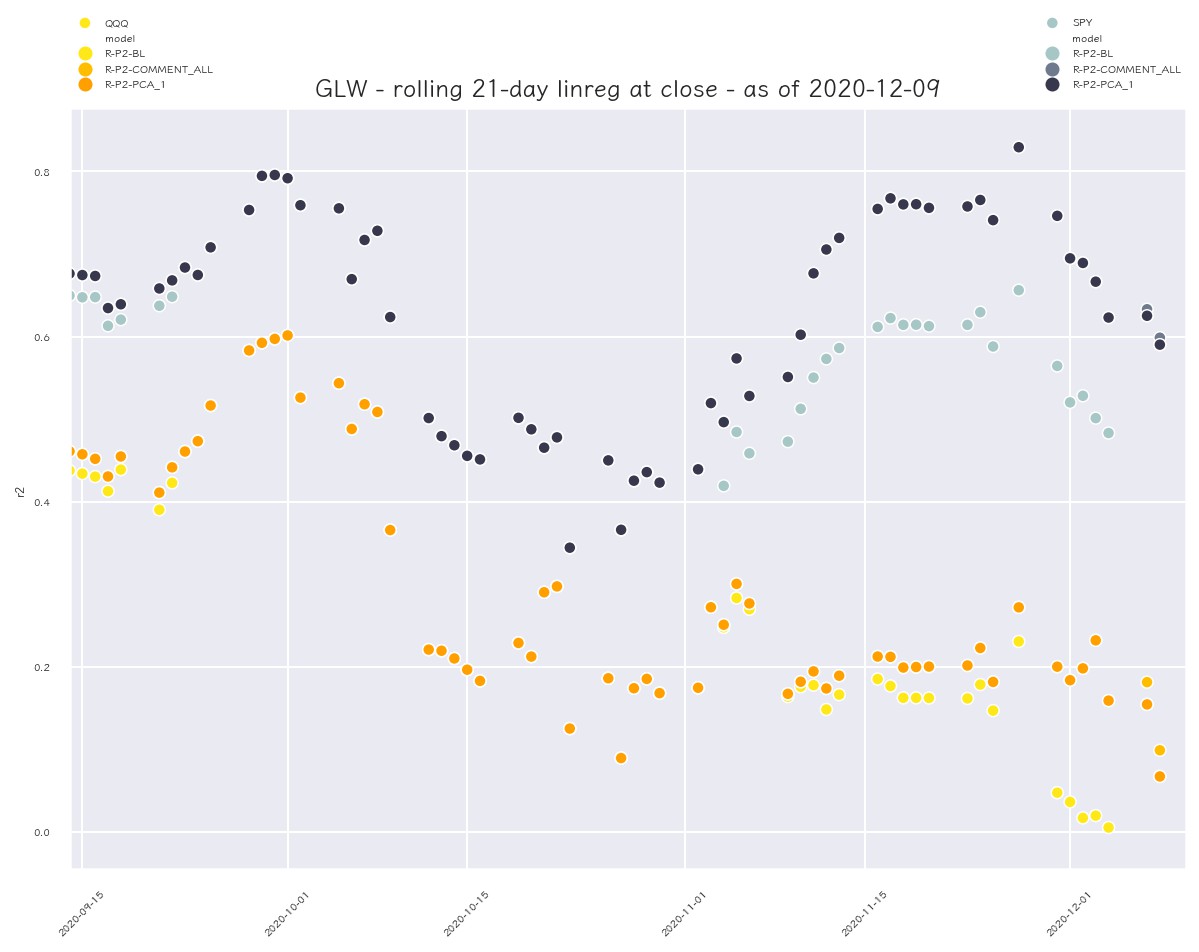 QQQ
model
R-P2-BL
R-P2-COMMENT_ALL
R-P2-PCA_1
SPY
model
R-P2-BL
R-P2-COMMENT_ALL
R-P2-PCA_1
GLW - rolling 21-day linreg at close - as of 2020-12-09
0.8
0.6
0.4
r2
0.2
0.0
2020-09-15
2020-10-01
2020-10-15
2020-11-01
2020-11-15
2020-12-01